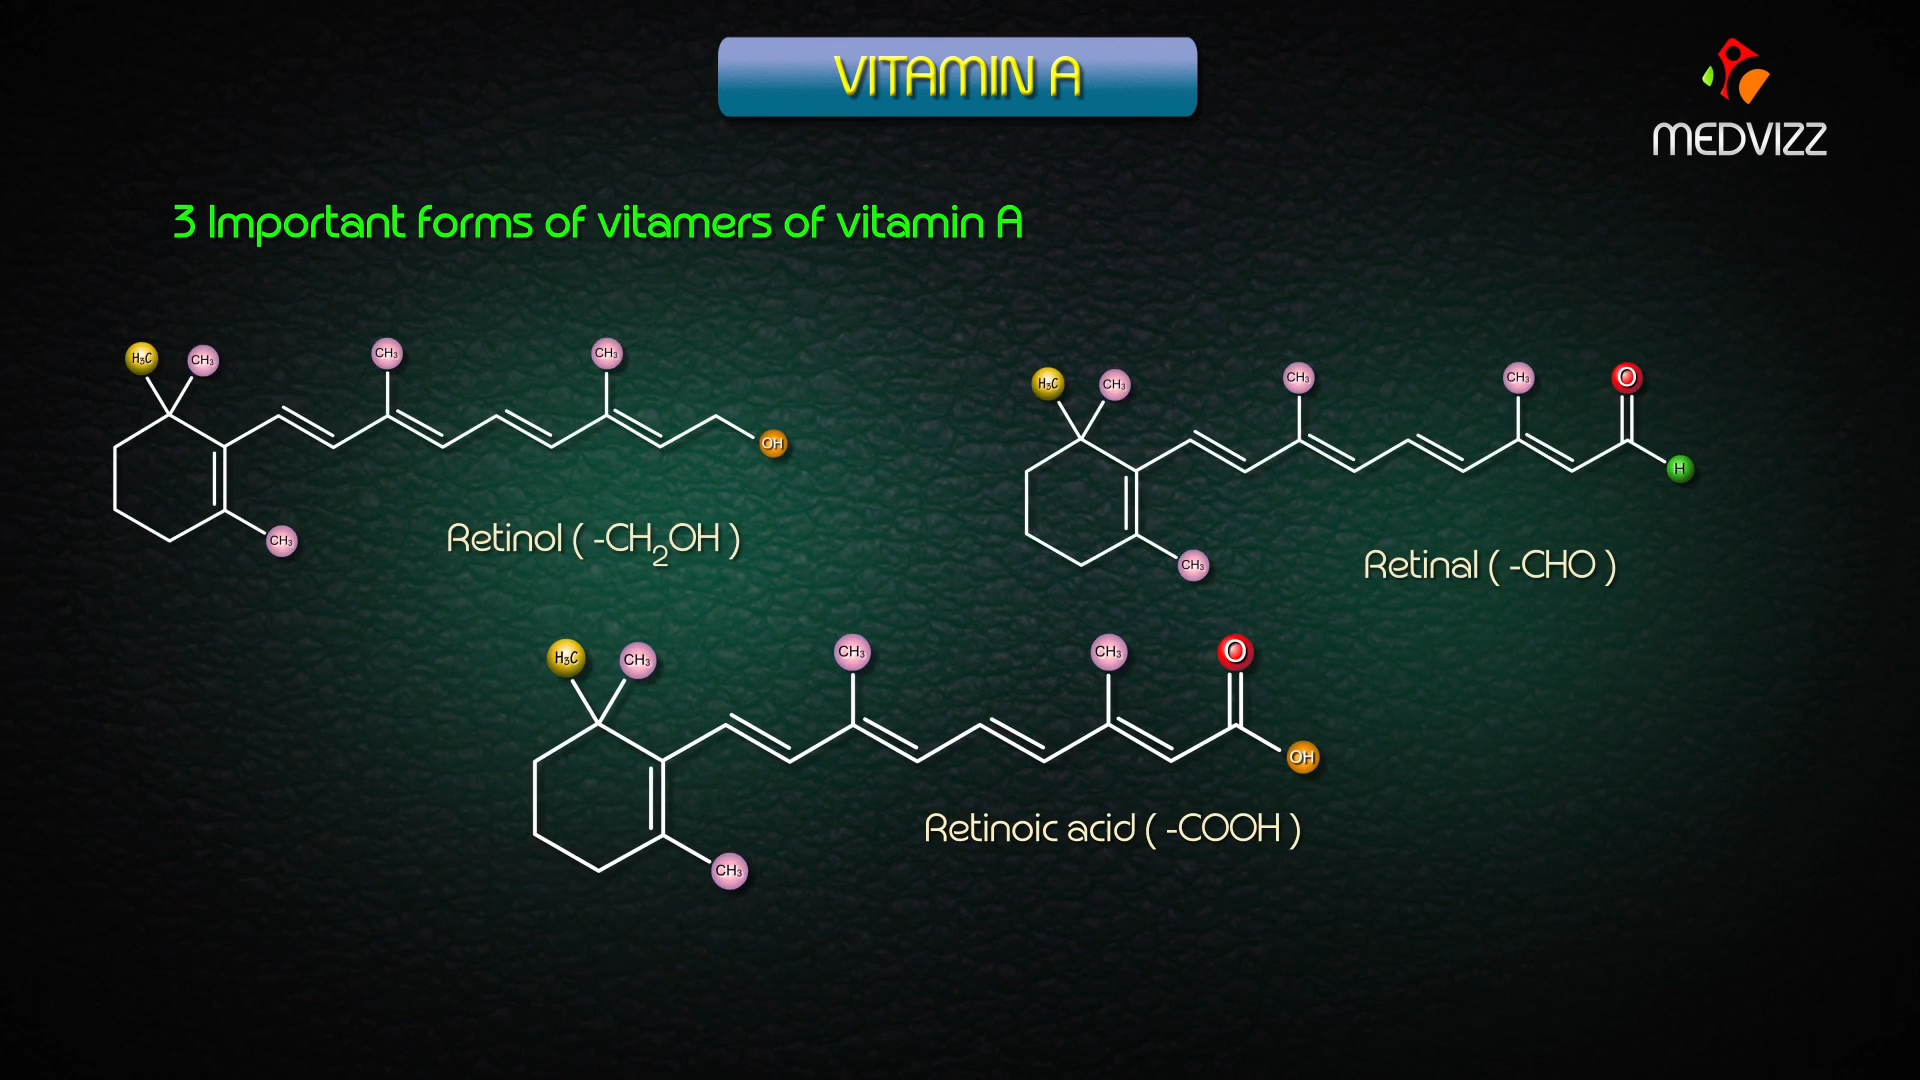 VITAMIN A
MEDVIZZ
3 Important forms of vitamers of vitamin A
H₃C CH₃ CH₃ CH₃
OH
CH₃
Retinol ( -CH₂OH )
H₃C CH₃ CH₃ CH₃ O
H
CH₃
Retinal ( -CHO )
H₃C CH₃ CH₃ CH₃ O
OH
CH₃
Retinoic acid ( -COOH )